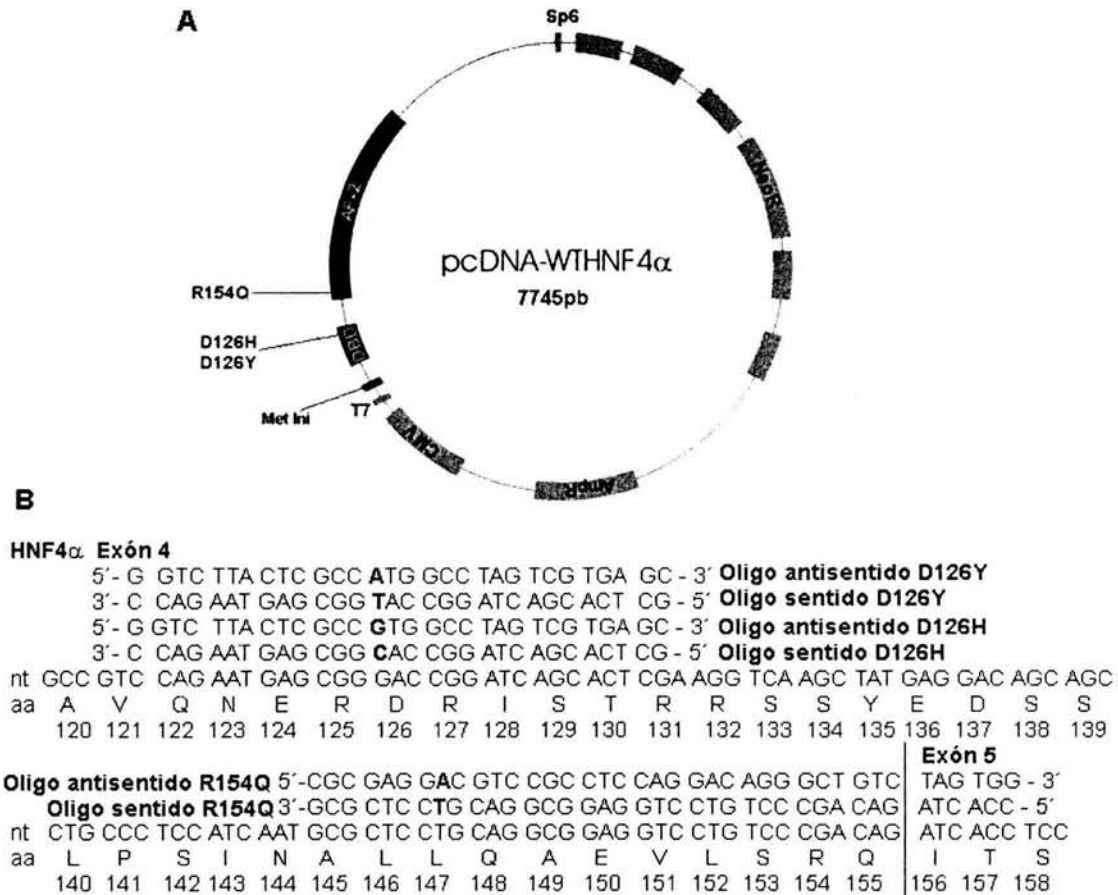 A
Sp6
NeoR
AF-2
pcDNA-WTHNF4α
7745pb
R154Q
DBD
D126H
D126Y
Met Ini
T7
CMV
AmpR
B
HNF4α Exón 4
5´- G GTC TTA CTCGCC ATG GCC TAG TCG TGA GC - 3´ Oligo antisentido D126Y
3´- C CAG AAT GAG CGG TAC CGG ATC AGC ACT CG - 5´ Oligo sentido D126Y
5´- GGTC TTACTCGCC GTG GCC TAG TCG TGAGC - 3´ Oligo antisentido D126H
3´- C CAG AAT GAG CGG CAC CGG ATC AGC ACT CG - 5´ Oligo sentido D126H
nt GCC GTC CAG AAT GAG CGG GAC CGG ATC AGC ACT CGA AGG TCA AGC TAT GAG GAC AGC AGC
aa A V Q N E R D R I S T R R S S Y E D S S
120 121 122 123 124 125 126 127 128 129 130 131 132 133 134 135 136 137 138 139
Exón 5
Oligo antisentido R154Q 5´-CGC GAG GAC GTC CGC CTC CAG GAC AGG GCT GTC TAG TGG - 3´
Oligo sentido R154Q 3´-GCG CTC CTG CAG GCG GAG GTC CTG TCC CGA CAG ATC ACC - 5´
nt CTG CCC TCC ATC AAT GCG CTC CTG CAG GCG GAG GTC CTG TCC CGA CAG ATC ACC TCC
aa L P S I N A L L Q A E V L S R Q I T S
140 141 142 143 144 145 146 147 148 149 150 151 152 153 154 155 156 157 158